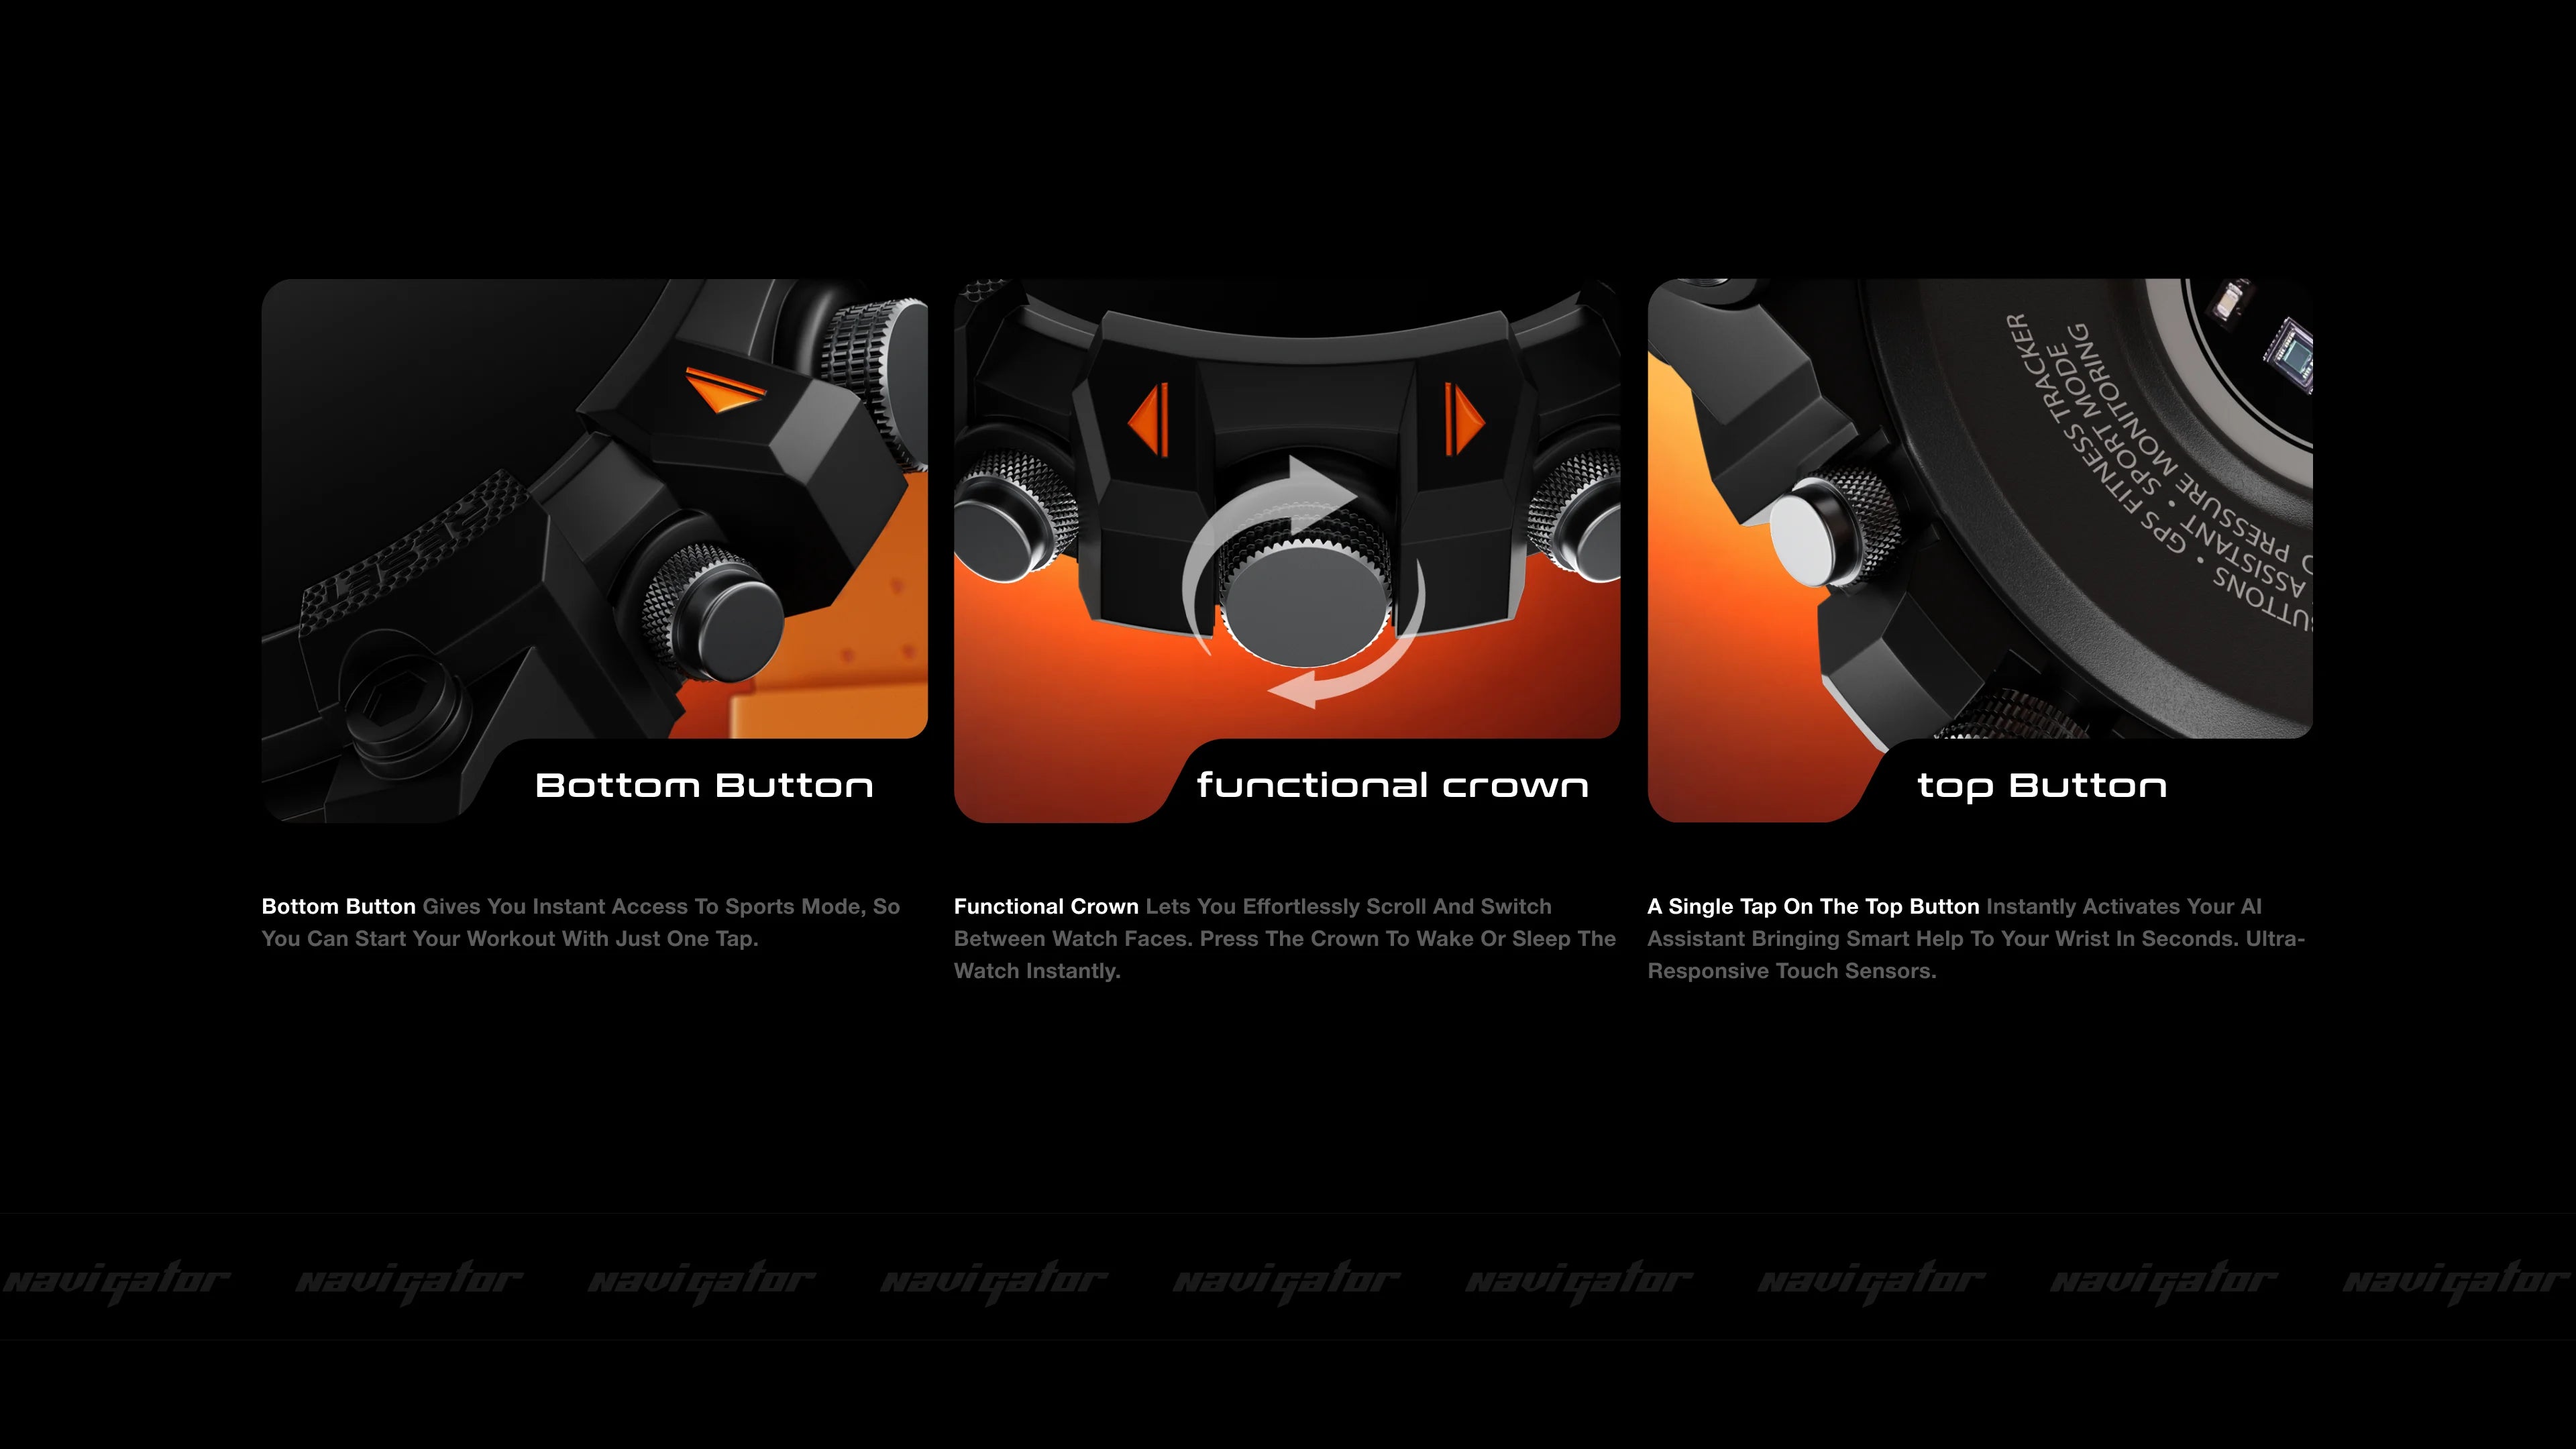 GPS FITNESS TRACKER
SPORT MODE
ASSISTANT •
PRESSURE MONITORING
Bottom Button
functional crown
top Button
Bottom Button Gives You Instant Access To Sports Mode, So
You Can Start Your Workout With Just One Tap.
Functional Crown Lets You Effortlessly Scroll And Switch
Between Watch Faces. Press The Crown To Wake Or Sleep The
Watch Instantly.
A Single Tap On The Top Button Instantly Activates Your AI
Assistant Bringing Smart Help To Your Wrist In Seconds. Ultra-
Responsive Touch Sensors.
navigator navigator navigator navigator navigator navigator navigator navigator navigator